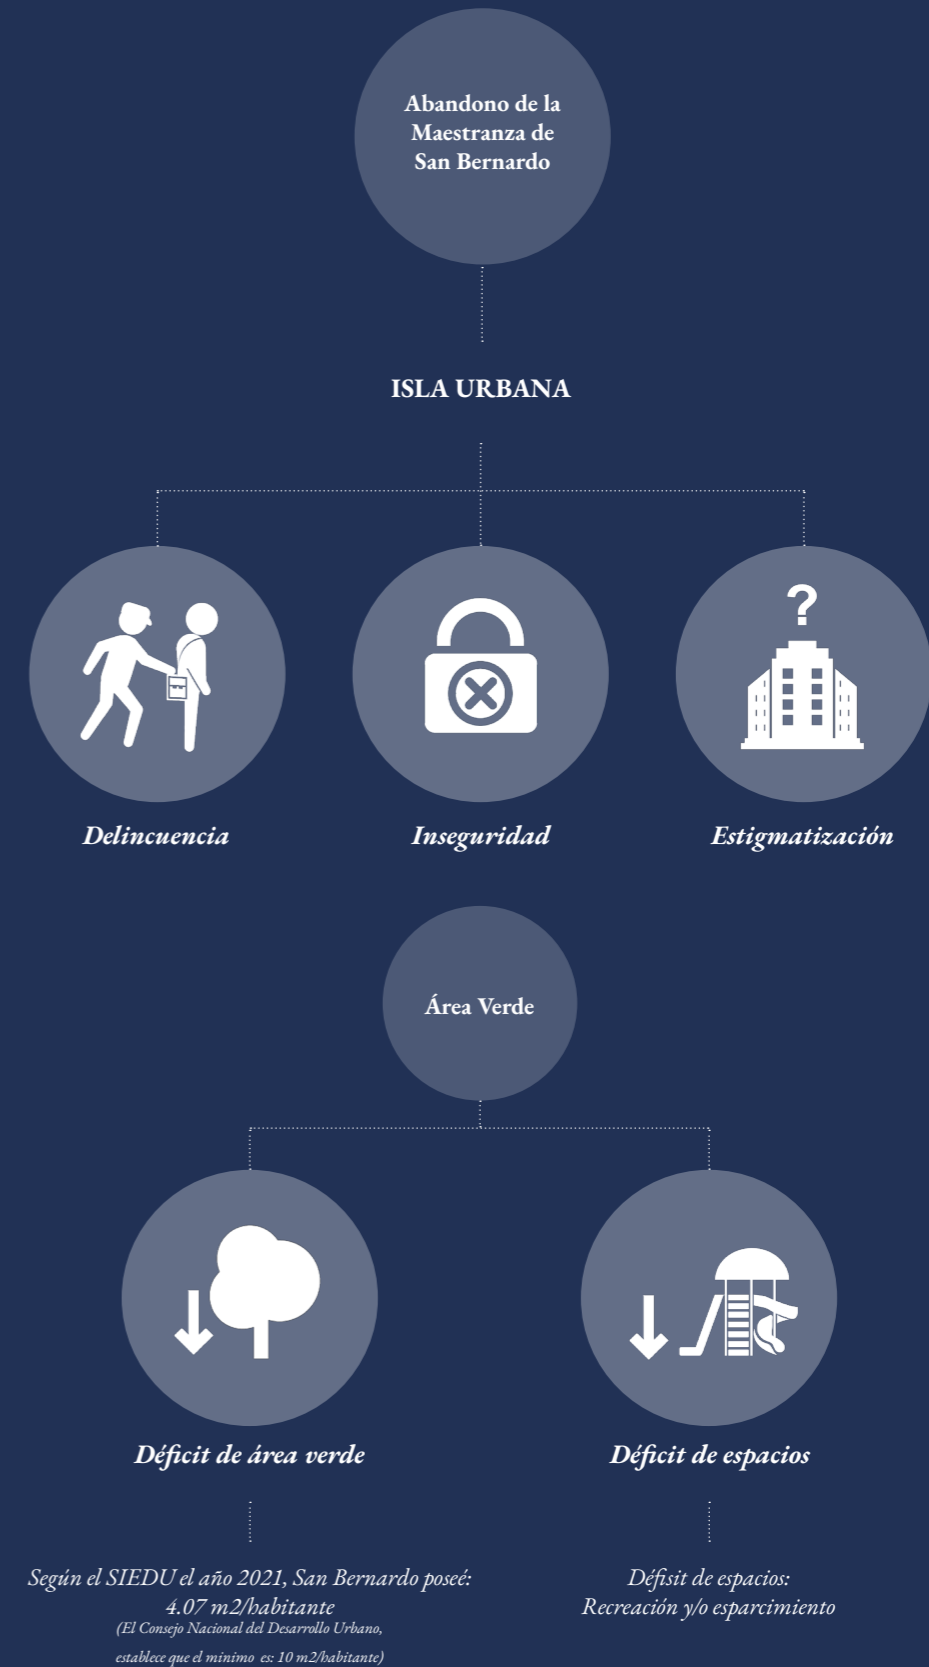 Abandono de la
Maestranza de
San Bernardo
ISLA URBANA
?
Delincuencia
Inseguridad
Estigmatización
Área Verde
Déficit de área verde
Déficit de espacios
Según el SIEDU el año 2021, San Bernardo poseé:
4.07 m2/habitante
(El Consejo Nacional del Desarrollo Urbano,
establece que el minimo es: 10 m2/habitante)
Défisit de espacios:
Recreación y/o esparcimiento